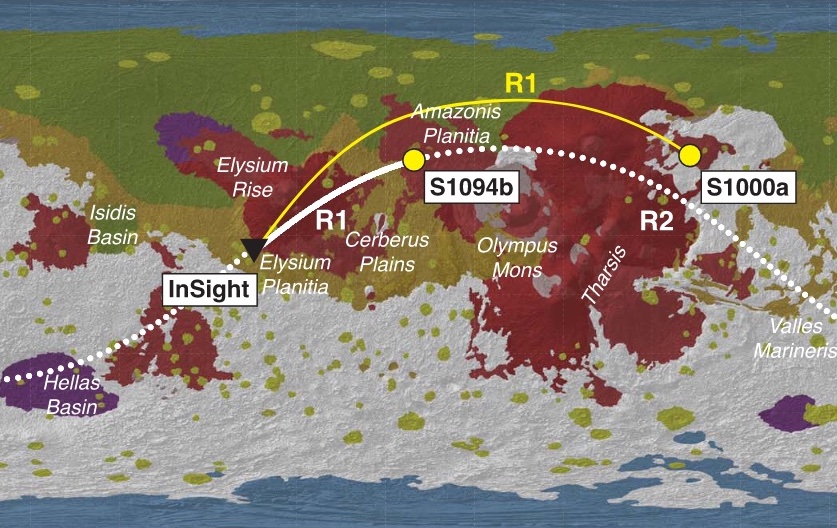 R1
Amazonis
Planitia
Elysium
Rise
S1094b
S1000a
Isidis
Basin
R1
R2
Cerberus
Plains
Olympus
Mons
Elysium
Planitia
InSight
Tharsis
Valles
Marineris
Hellas
Basin